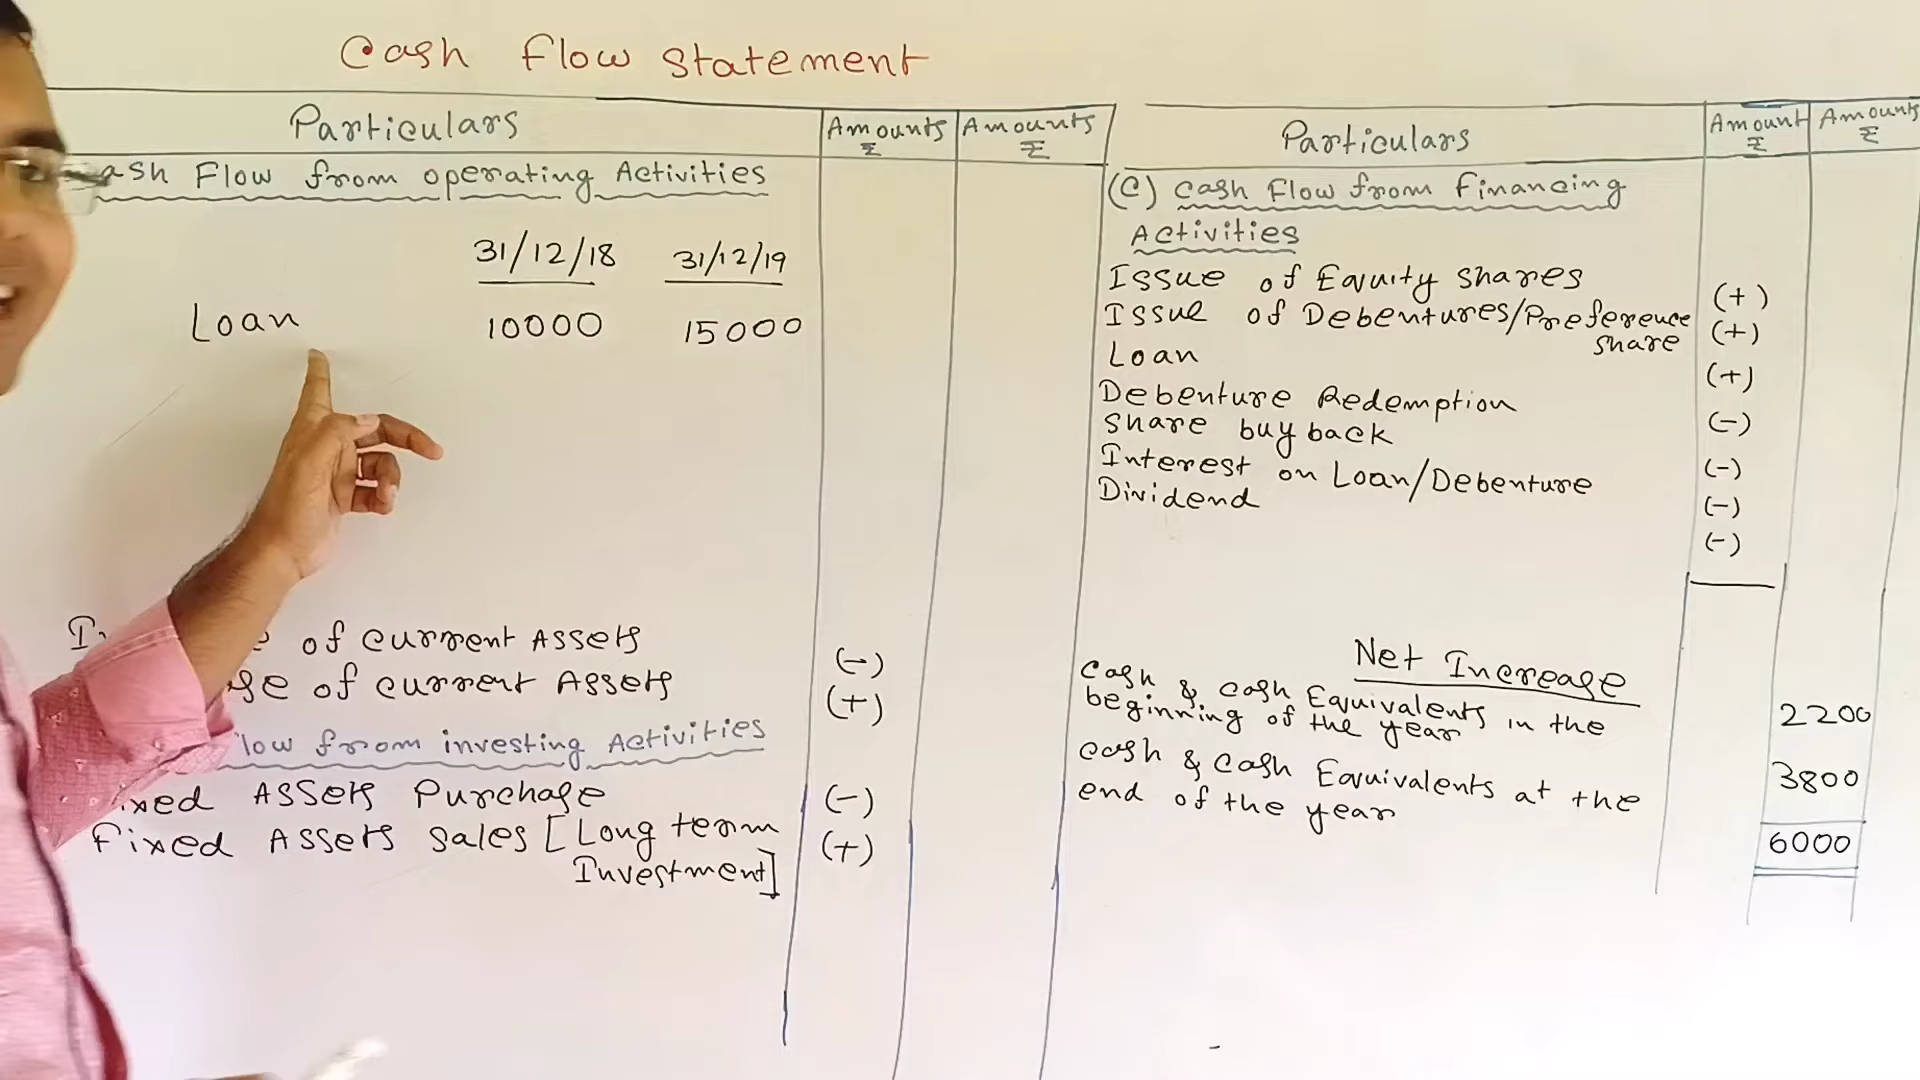 Cash Flow Statement
Particulars
Amounts ₹
Amounts ₹
ash Flow from operating Activities
31/12/18 31/12/19
Loan 10000 15000
of current Assets (-)
se of current Assets (+)
low from investing Activities
ixed Assets Purchase (-)
Fixed Assets sales [Long term (+)
Investment]
Particulars
Amount ₹
Amounts ₹
(C) Cash Flow from Financing
Activities
Issue of Equity shares (+)
Issue of Debentures/Preference (+)
share
Loan (+)
Debenture Redemption (-)
share buy back (-)
Interest on Loan/Debenture (-)
Dividend (-)
Net Increase 2200
Cash & cash Equivalents in the
beginning of the year 3800
cash & cash Equivalents at the
end of the year 6000